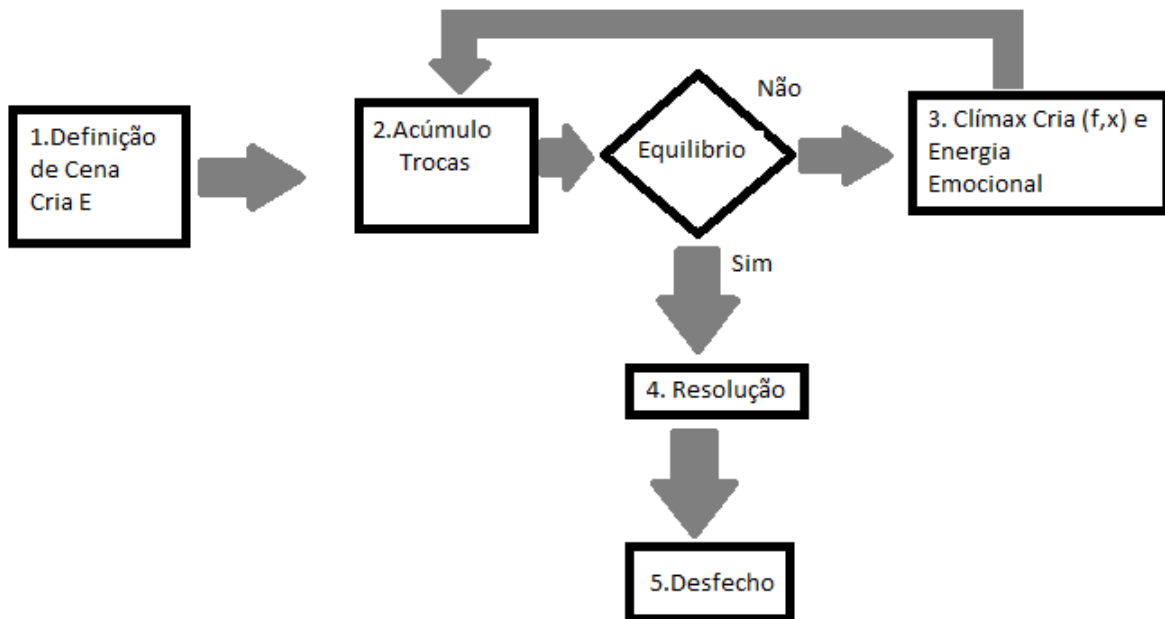 1.Definição
de Cena
Cria E
2.Acúmulo
Trocas
Equilibrio
Não
3. Clímax Cria (f,x) e
Energia
Emocional
Sim
4. Resolução
5.Desfecho